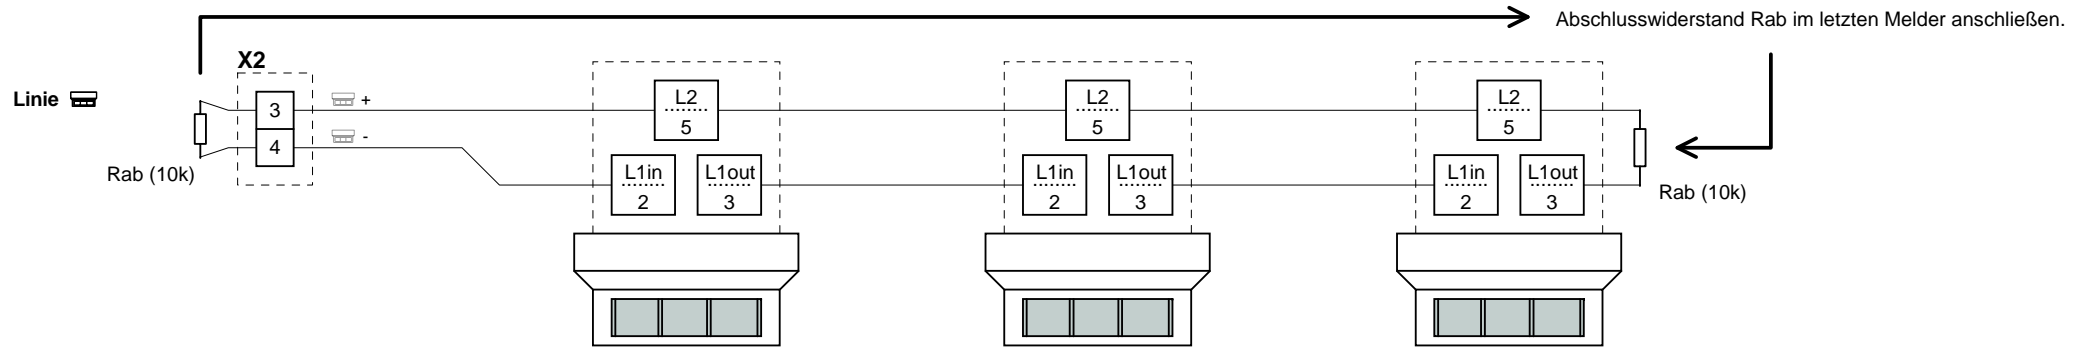 Abschlusswiderstand Rab im letzten Melder anschließen.
X2
Linie
3
+
4
-
Rab (10k)
L2
5
L1in
2
L1out
3
L2
5
L1in
2
L1out
3
L2
5
L1in
2
L1out
3
Rab (10k)